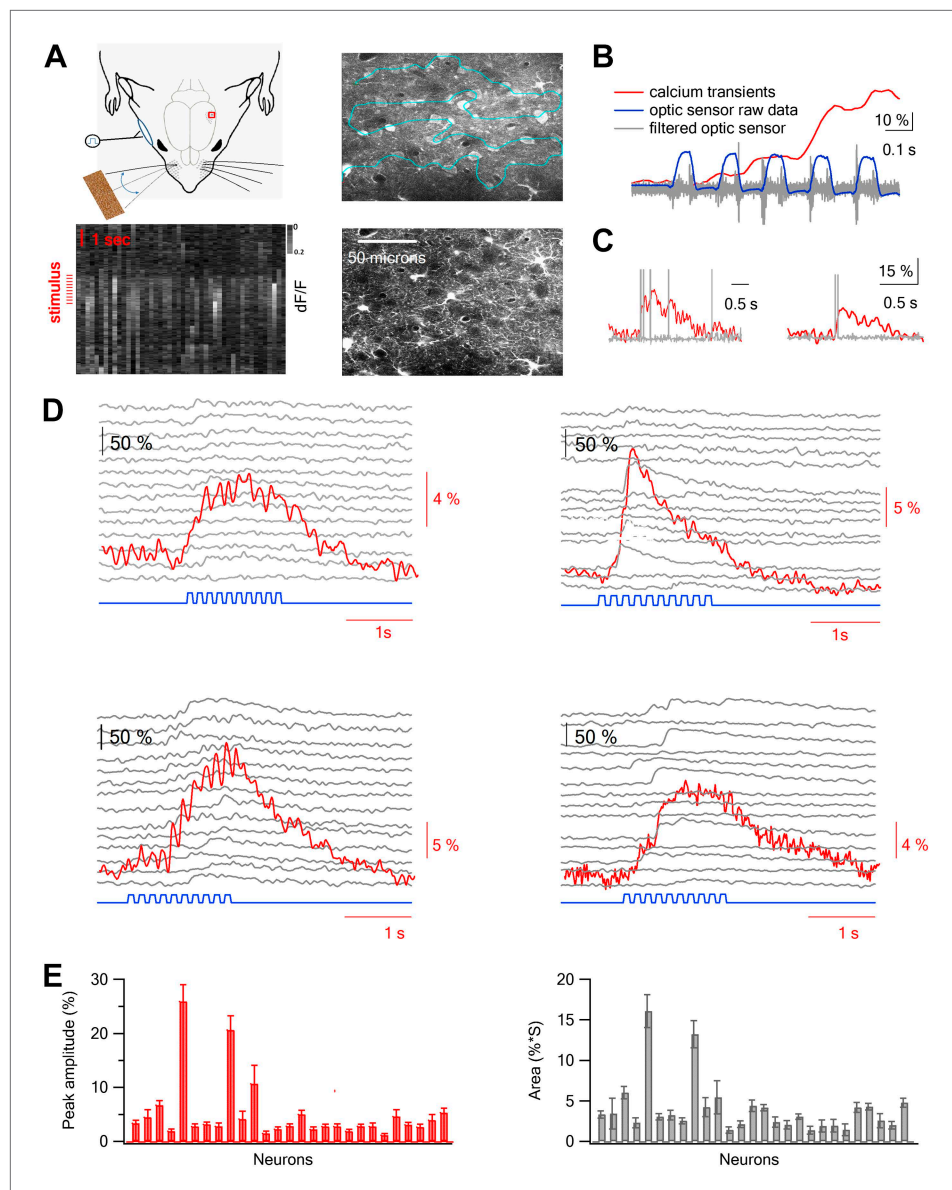 A
1 sec
stimulus
0
0.2
dF/F
50 microns
B
calcium transients
optic sensor raw data
filtered optic sensor
10 %
0.1 s
C
0.5 s
15 %
0.5 s
D
50 %
4 %
1s
50 %
5 %
1s
50 %
5 %
1 s
50 %
4 %
1 s
E
Peak amplitude (%)
30
20
10
0
Neurons
Area (%*S)
20
15
10
5
0
Neurons